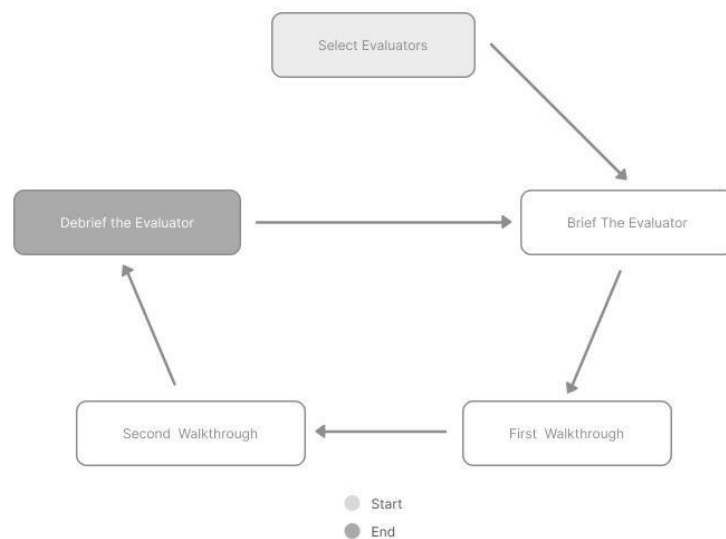 Select Evaluators
Debrief the Evaluator
Brief The Evaluator
Second Walkthrough
First Walkthrough
Start
End